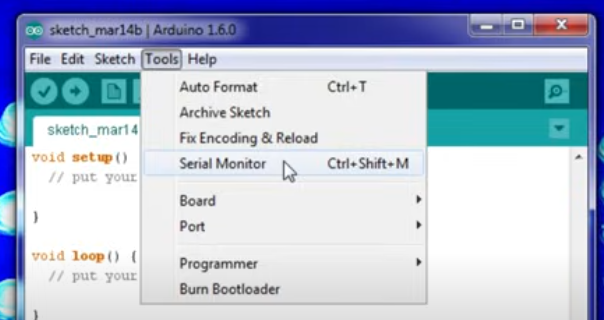 sketch_mar14b | Arduino 1.6.0
File Edit Sketch Tools Help
Auto Format Ctrl+T
Archive Sketch
sketch_mar14
Fix Encoding & Reload
void setup()
Serial Monitor Ctrl+Shift+M
// put your
Board
}
Port
void loop() {
Programmer
// put your
Burn Bootloader
}